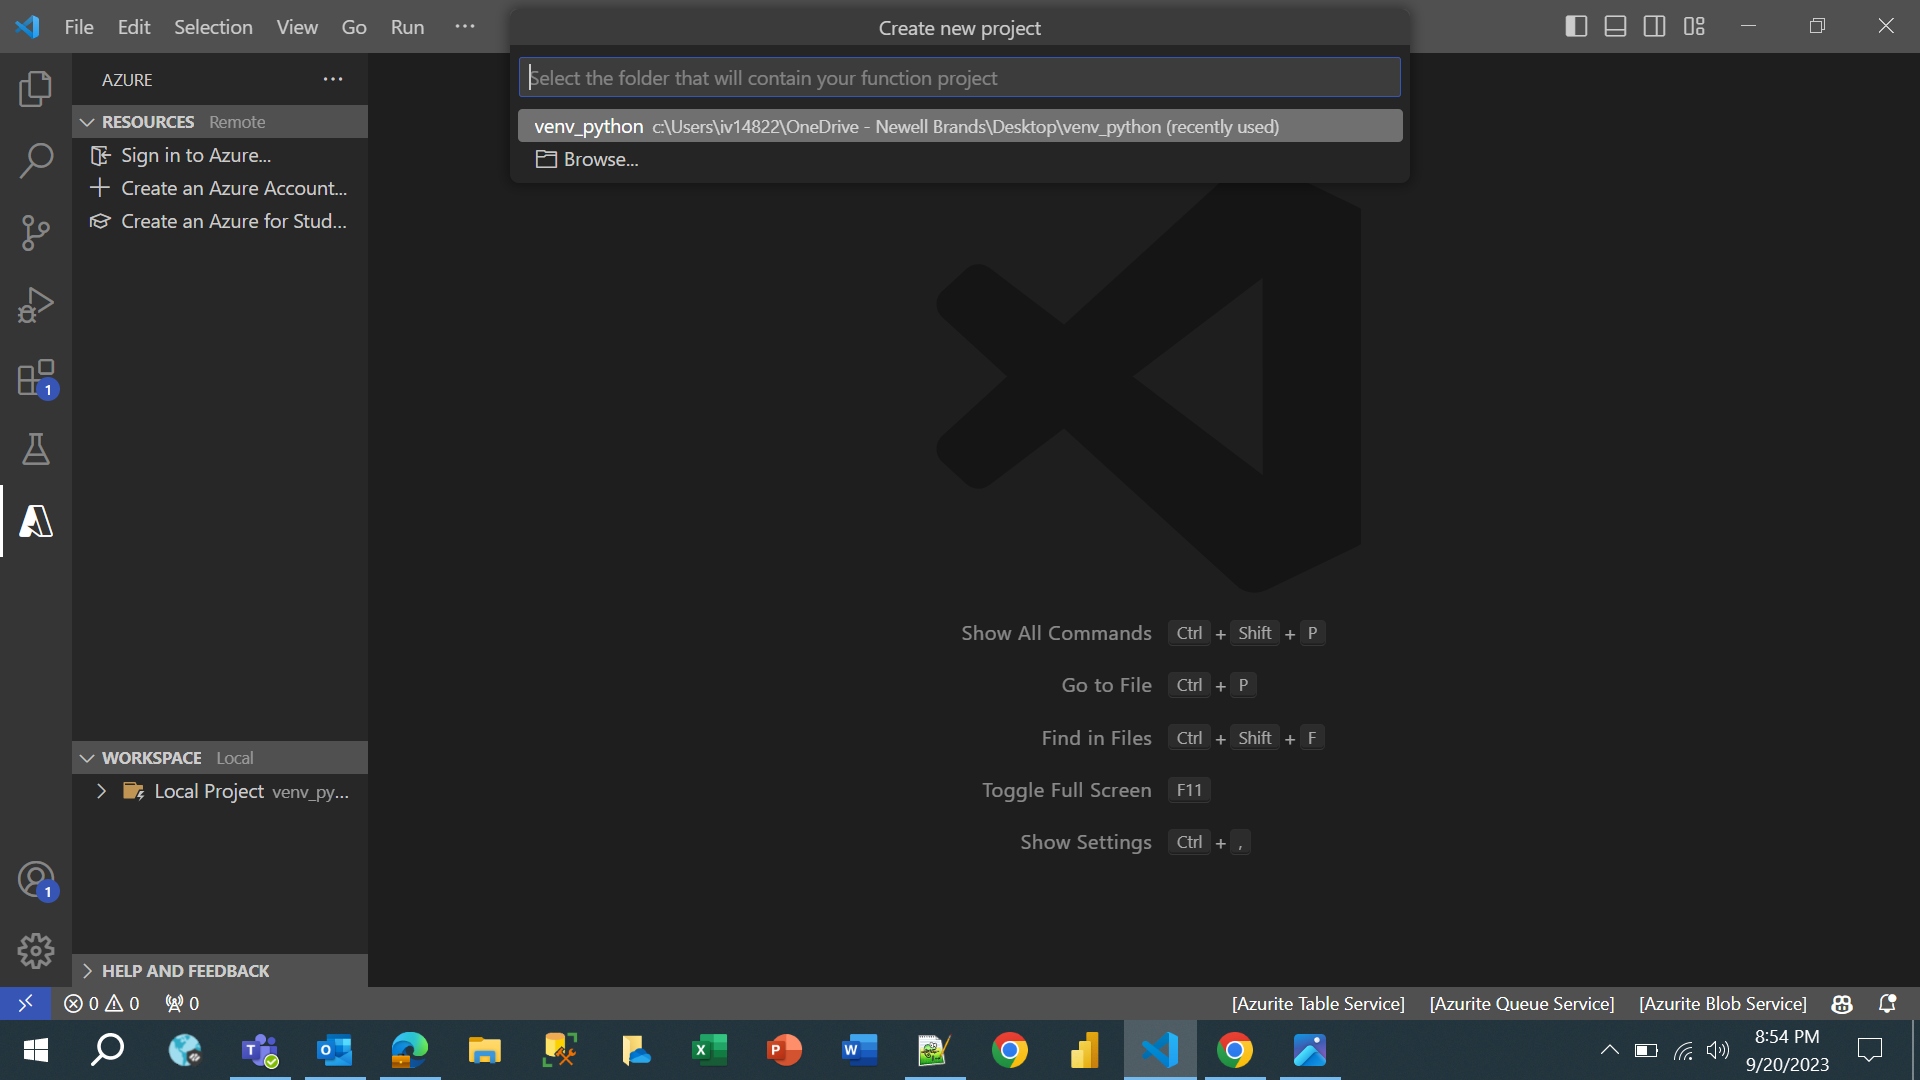 File Edit Selection View Go Run ...
Create new project
Select the folder that will contain your function project
venv_python c:\Users\iv14822\OneDrive - Newell Brands\Desktop\venv_python (recently used)
Browse...
AZURE ...
RESOURCES Remote
Sign in to Azure...
Create an Azure Account...
Create an Azure for Stud...
1
Show All Commands Ctrl + Shift + P
Go to File Ctrl + P
Find in Files Ctrl + Shift + F
Toggle Full Screen F11
Show Settings Ctrl + ,
WORKSPACE Local
Local Project venv_py...
1
HELP AND FEEDBACK
0 0 0
[Azurite Table Service] [Azurite Queue Service] [Azurite Blob Service]
8:54 PM
9/20/2023